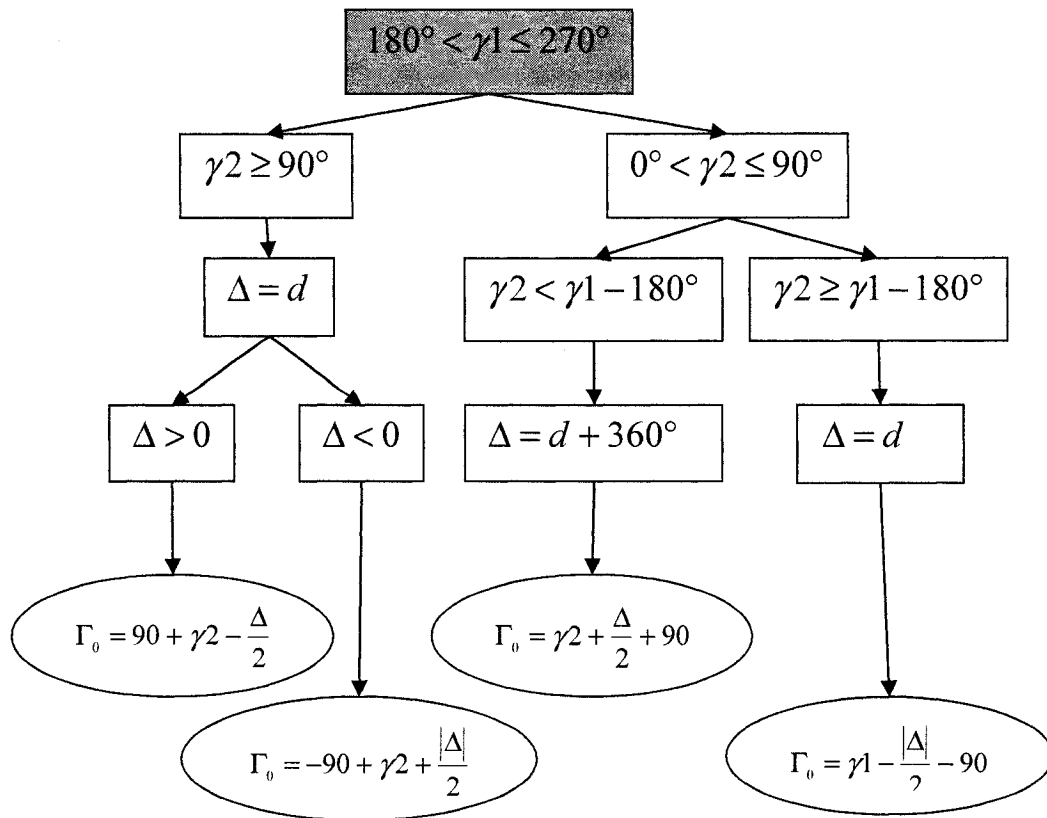 180° < γ1 ≤ 270°
γ2 ≥ 90°
0° < γ2 ≤ 90°
Δ = d
γ2 < γ1 − 180°
γ2 ≥ γ1 − 180°
Δ > 0
Δ < 0
Δ = d + 360°
Δ = d
Γ₀ = 90 + γ2 − Δ/2
Γ₀ = γ2 + Δ/2 + 90
Γ₀ = −90 + γ2 + |Δ|/2
Γ₀ = γ1 − |Δ|/2 − 90